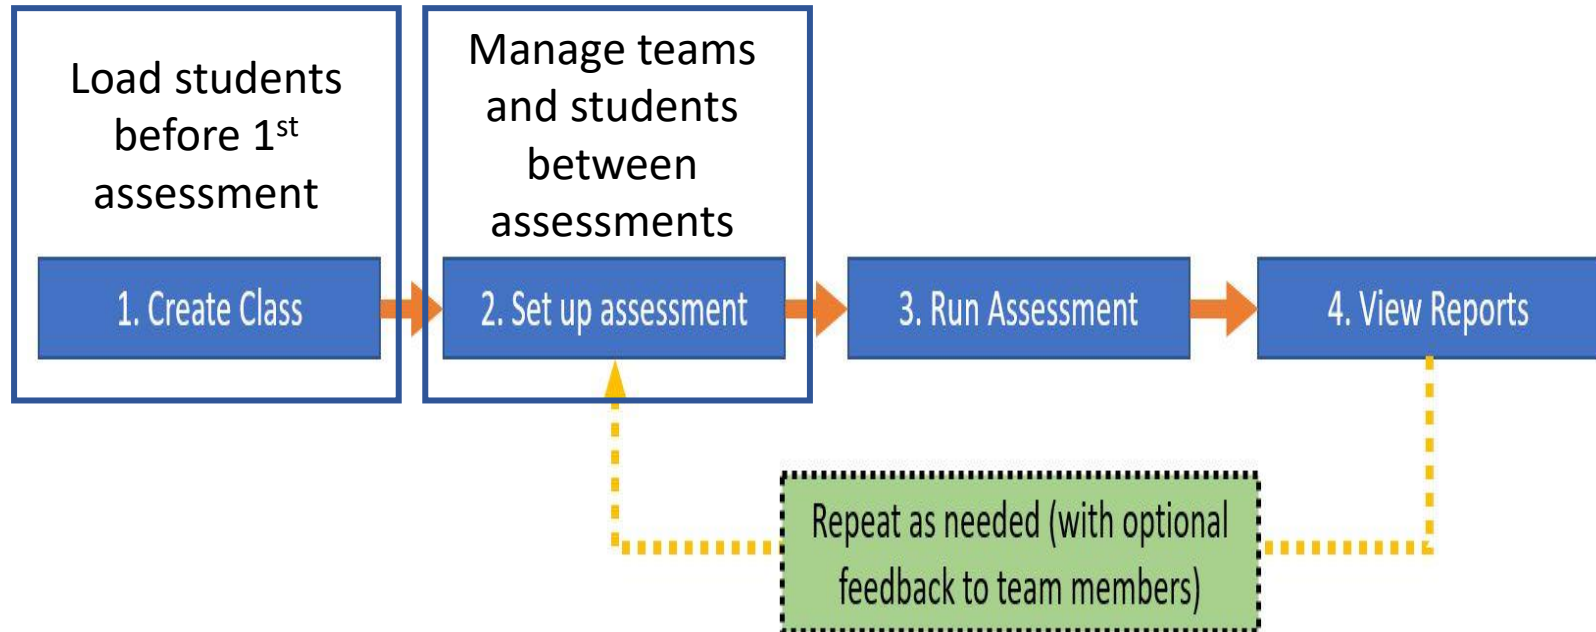 Load students
before 1st
assessment
Manage teams
and students
between
assessments
1. Create Class
2. Set up assessment
3. Run Assessment
4. View Reports
Repeat as needed (with optional
feedback to team members)